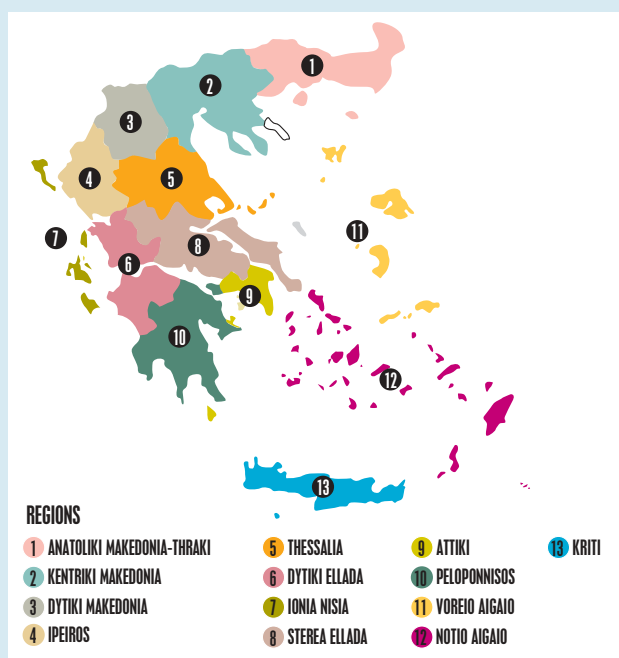 1
2
3
4
5
11
7
8
6
9
10
12
13
REGIONS
1 ANATOLIKI MAKEDONIA-THRAKI
2 KENTRIKI MAKEDONIA
3 DYTIKI MAKEDONIA
4 IPEIROS
5 THESSALIA
6 DYTIKI ELLADA
7 IONIA NISIA
8 STEREA ELLADA
9 ATTIKI
10 PELOPONNISOS
11 VOREIO AIGAIO
12 NOTIO AIGAIO
13 KRITI